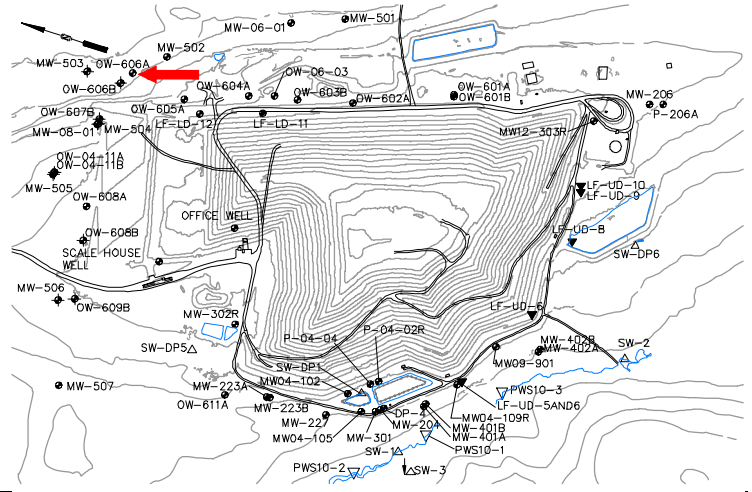 MW-501
MW-06-01
MW-502
MW-503
OW-606A
OW-606B
OW-06-03
OW-604A
OW-603B
OW-602A
OW-601A
OW-601B
MW-206
P-206A
OW-605A
OW-607B
LF-LD-12
LF-LD-11
MW-08-01
MW-504
MW12-303R
OW-04-11A
OW-04-11B
MW-505
OW-608A
LF-UD-10
LF-UD-9
OFFICE WELL
OW-608B
LF-UD-8
SW-DP6
SCALE HOUSE
WELL
MW-506
OW-609B
MW-302R
LF-UD-6
P-04-04
P-04-02R
SW-DP5
SW-DP1
MW-402B
MW-402A
SW-2
MW09-901
MW-507
MW-223A
MW04-102
PWS10-3
OW-611A
MW-223B
LF-UD-5AND6
MW-227
DP-4
MW04-109R
MW-204
MW04-105
MW-301
MW-401B
MW-401A
SW-1
PWS10-1
PWS10-2
SW-3